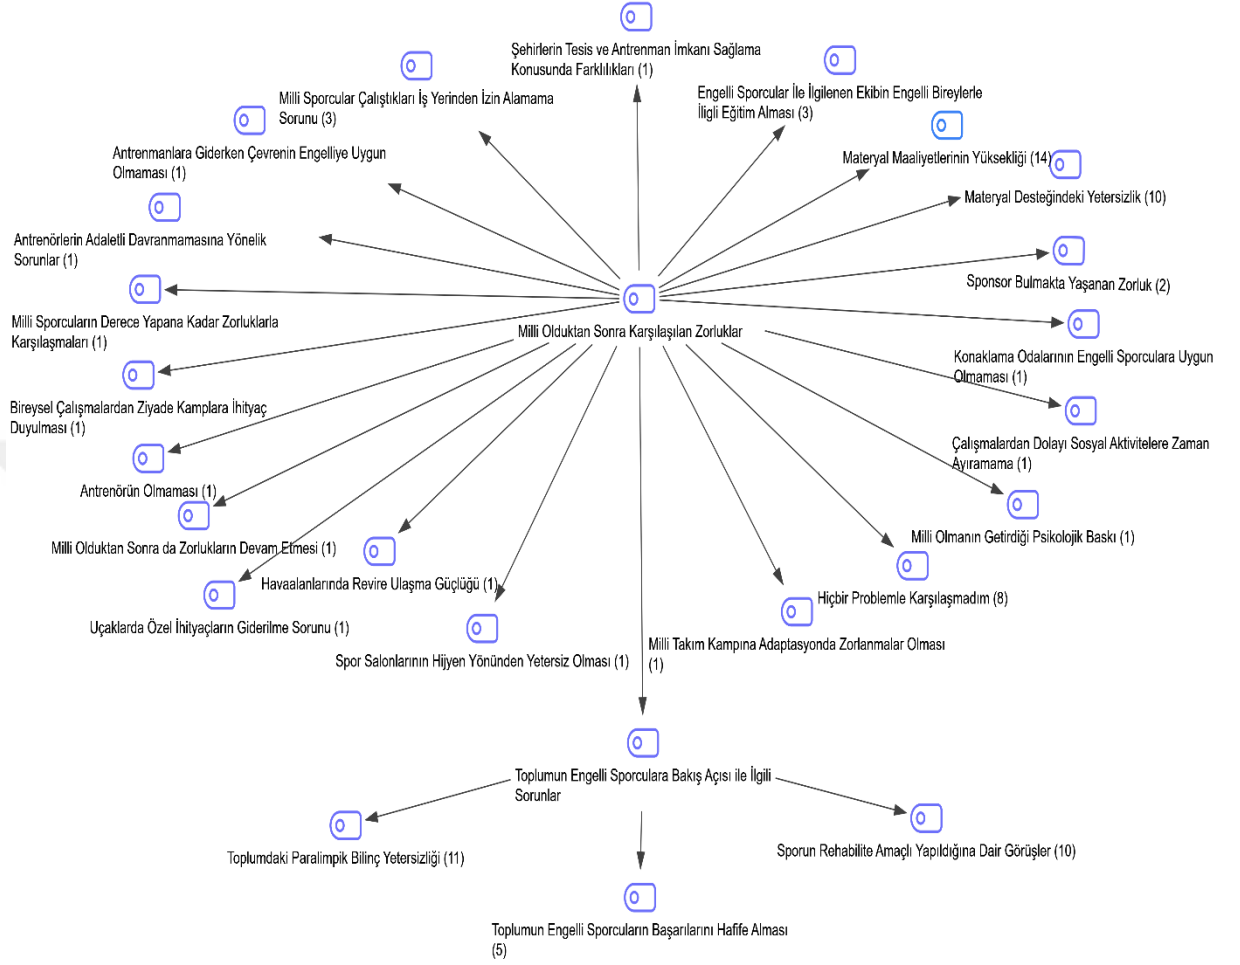 Şehirlerin Tesis ve Antrenman İmkanı Sağlama
Konusunda Farklılıkları (1)
Milli Sporcular Çalıştıkları İş Yerinden İzin Alamama
Sorunu (3)
Engelli Sporcular İle İlgilenen Ekibin Engelli Bireylerle
İligli Eğitim Alması (3)
Antrenmanlara Giderken Çevrenin Engelliye Uygun
Olmaması (1)
Materyal Maaliyetlerinin Yüksekliği (14)
Materyal Desteğindeki Yetersizlik (10)
Antrenörlerin Adaletli Davranmamasına Yönelik
Sorunlar (1)
Sponsor Bulmakta Yaşanan Zorluk (2)
Milli Sporcuların Derece Yapana Kadar Zorluklarla
Karşılaşmaları (1)
Milli Olduktan Sonra Karşılaşılan Zorluklar
Konaklama Odalarının Engelli Sporculara Uygun
Olmaması (1)
Bireysel Çalışmalardan Ziyade Kamplara İhityaç
Duyulması (1)
Çalışmalardan Dolayı Sosyal Aktivitelere Zaman
Ayıramama (1)
Antrenörün Olmaması (1)
Milli Olmanın Getirdiği Psikolojik Baskı (1)
Milli Olduktan Sonra da Zorlukların Devam Etmesi (1)
Havaalanlarında Revire Ulaşma Güçlüğü (1)
Hiçbir Problemle Karşılaşmadım (8)
Uçaklarda Özel İhityaçların Giderilme Sorunu (1)
Milli Takım Kampına Adaptasyonda Zorlanmalar Olması
(1)
Spor Salonlarının Hijyen Yönünden Yetersiz Olması (1)
Toplumun Engelli Sporculara Bakış Açısı ile İlgili
Sorunlar
Toplumdaki Paralimpik Bilinç Yetersizliği (11)
Sporun Rehabilite Amaçlı Yapıldığına Dair Görüşler (10)
Toplumun Engelli Sporcuların Başarılarını Hafife Alması
(5)